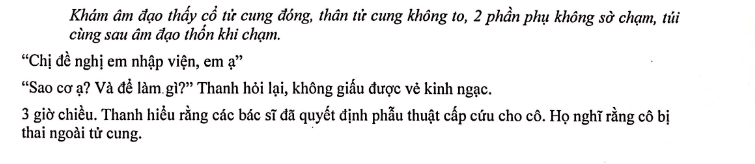 Khám âm đạo thấy cổ tử cung đóng, thân tử cung không to, 2 phần phụ không sờ chạm, túi
cùng sau âm đạo thốn khi chạm.
“Chị đề nghị em nhập viện, em ạ”
“Sao cơ ạ? Và để làm gì?” Thanh hỏi lại, không giấu được vẻ kinh ngạc.
3 giờ chiều. Thanh hiểu rằng các bác sĩ đã quyết định phẫu thuật cấp cứu cho cô. Họ nghĩ rằng cô bị
thai ngoài tử cung.